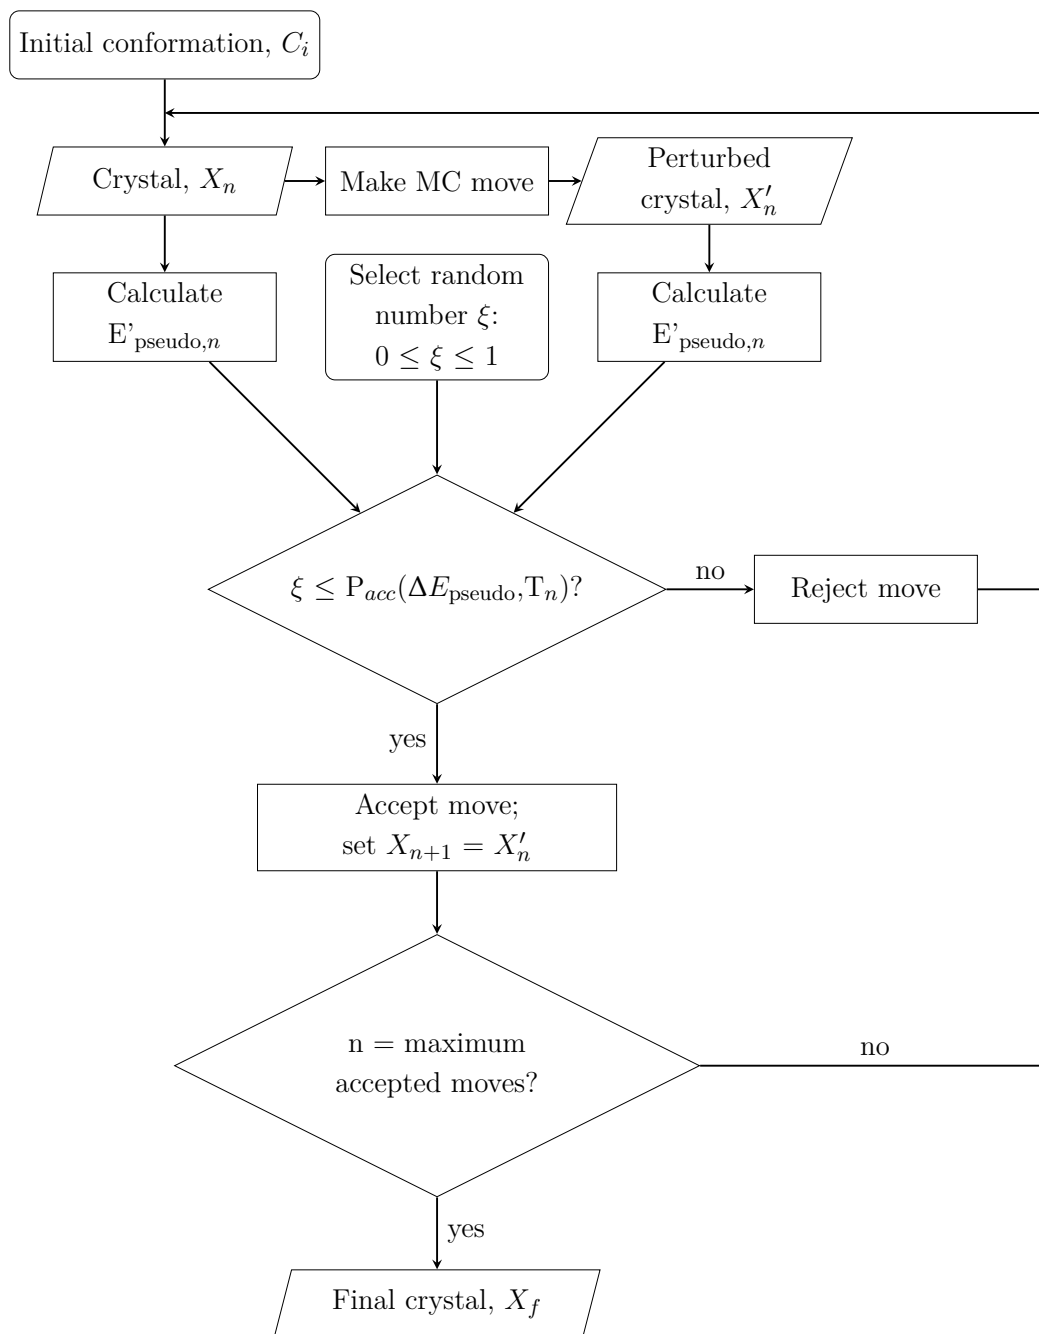 Initial conformation, C_i
Crystal, X_n
Make MC move
Perturbed
crystal, X′_n
Calculate
E’_pseudo,n
Select random
number ξ:
0 ≤ ξ ≤ 1
Calculate
E’_pseudo,n
ξ ≤ P_acc(ΔE_pseudo,T_n)?
no
Reject move
yes
Accept move;
set X_n+1 = X′_n
n = maximum
accepted moves?
no
yes
Final crystal, X_f